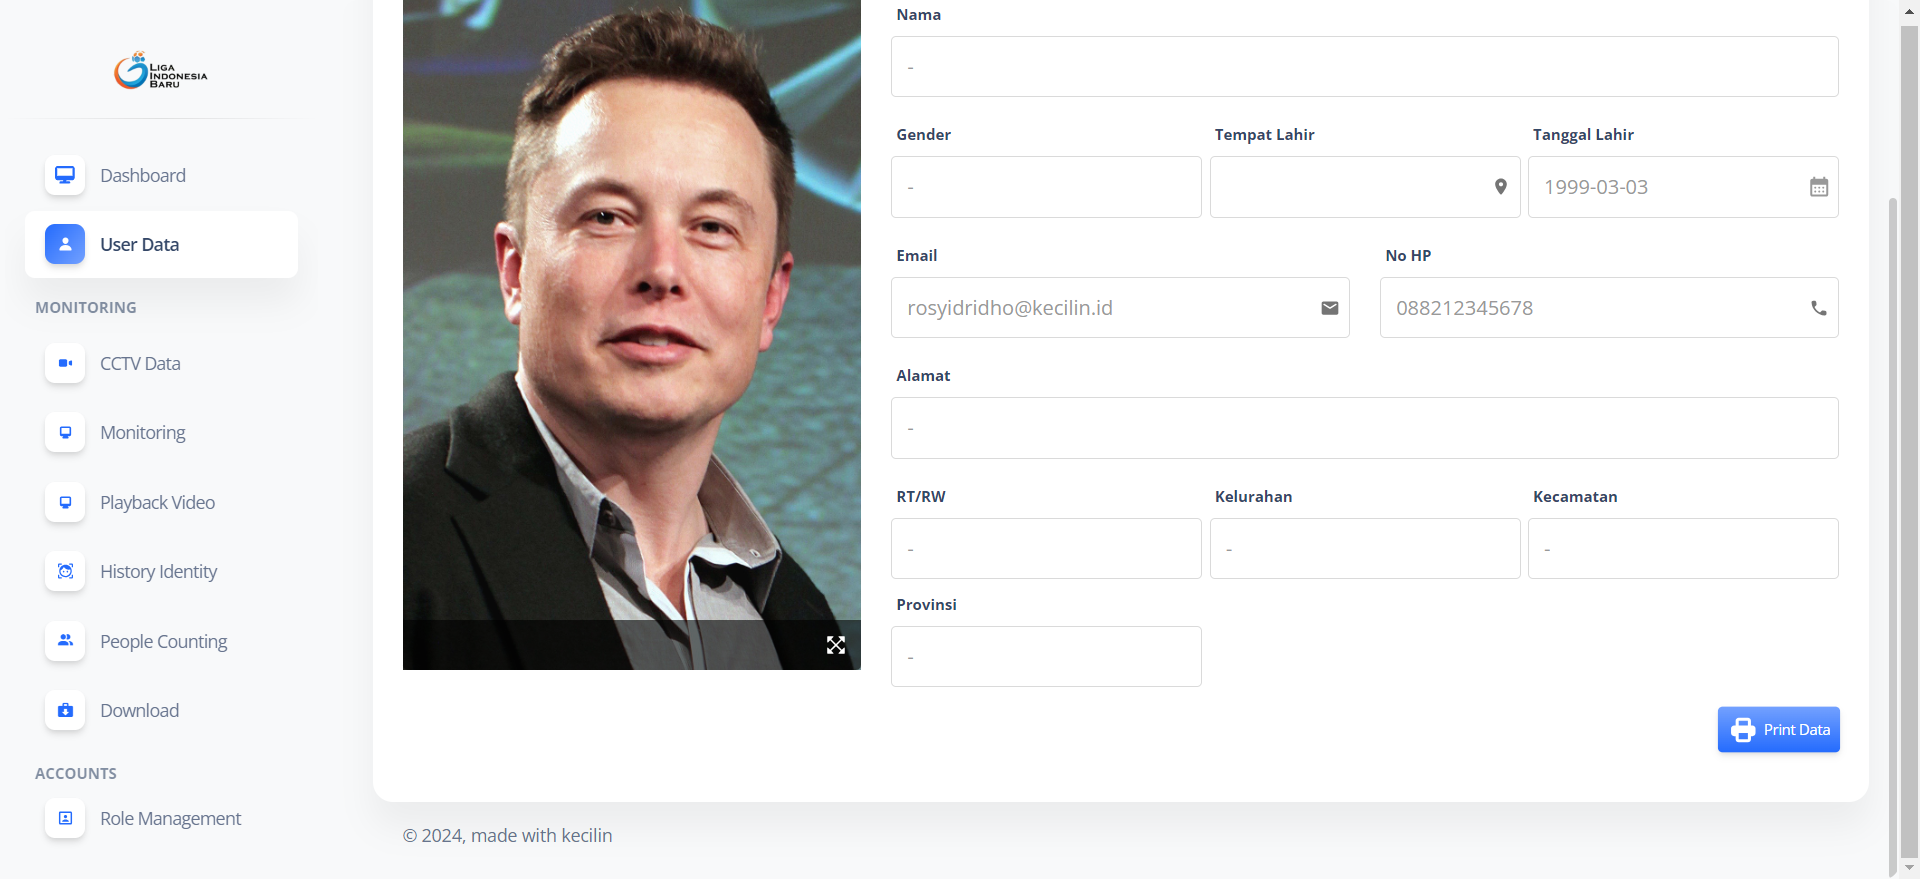 LIGA
INDONESIA
BARU
Dashboard
User Data
MONITORING
CCTV Data
Monitoring
Playback Video
History Identity
People Counting
Download
ACCOUNTS
Role Management
Nama
-
Gender Tempat Lahir Tanggal Lahir
- 1999-03-03
Email No HP
rosyidridho@kecilin.id 088212345678
Alamat
-
RT/RW Kelurahan Kecamatan
- - -
Provinsi
-
Print Data
© 2024, made with kecilin